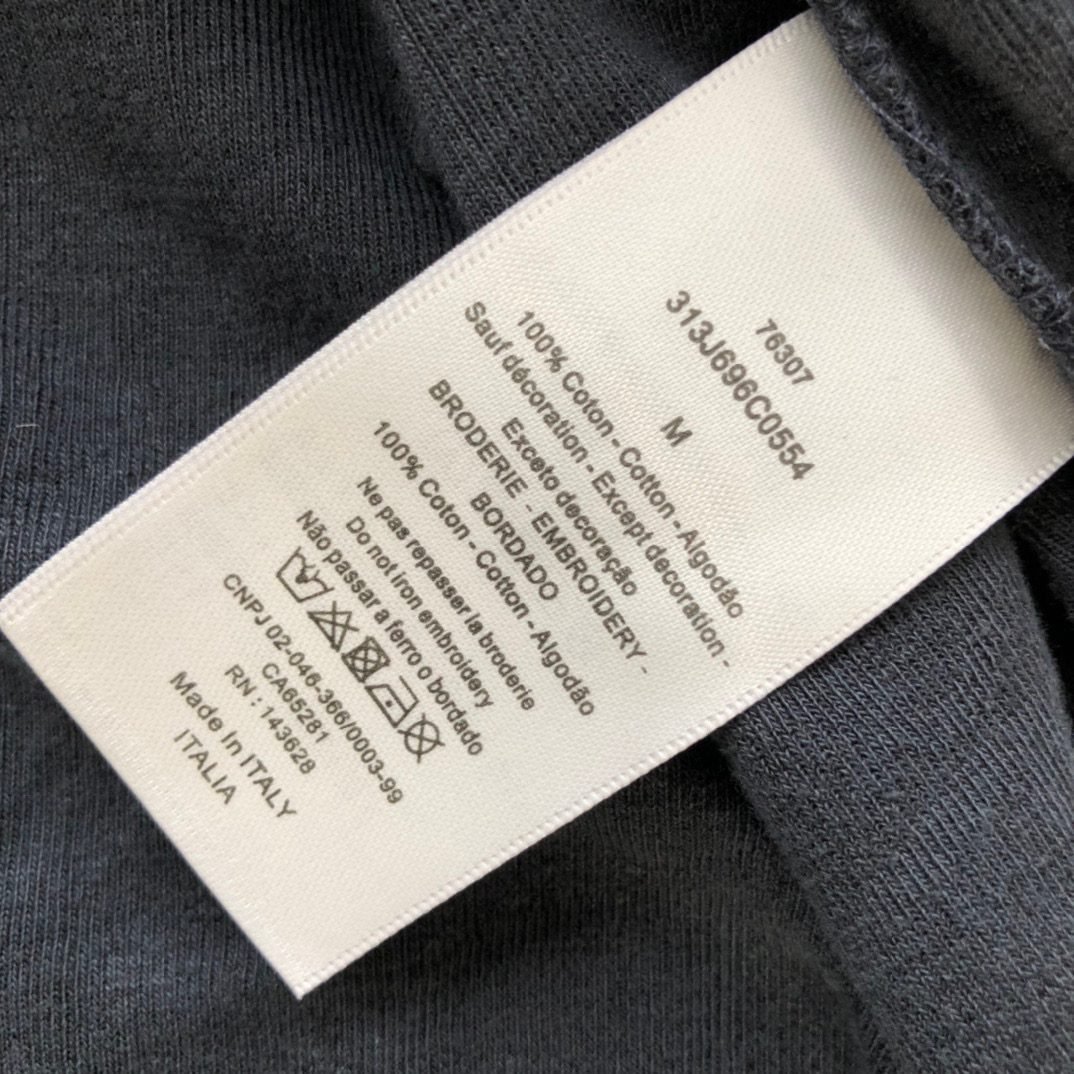 76307
313J696C0554
M
100% Coton - Cotton - Algodão
Sauf décoration - Except decoration -
Exceto decoração
BRODERIE - EMBROIDERY -
BORDADO
100% Coton - Cotton - Algodão
Ne pas repasser la broderie
Do not iron embroidery
Não passar a ferro o bordado
CNPJ 02-046-366/0003-99
CA65281
RN : 143628
Made In ITALY
ITALIA